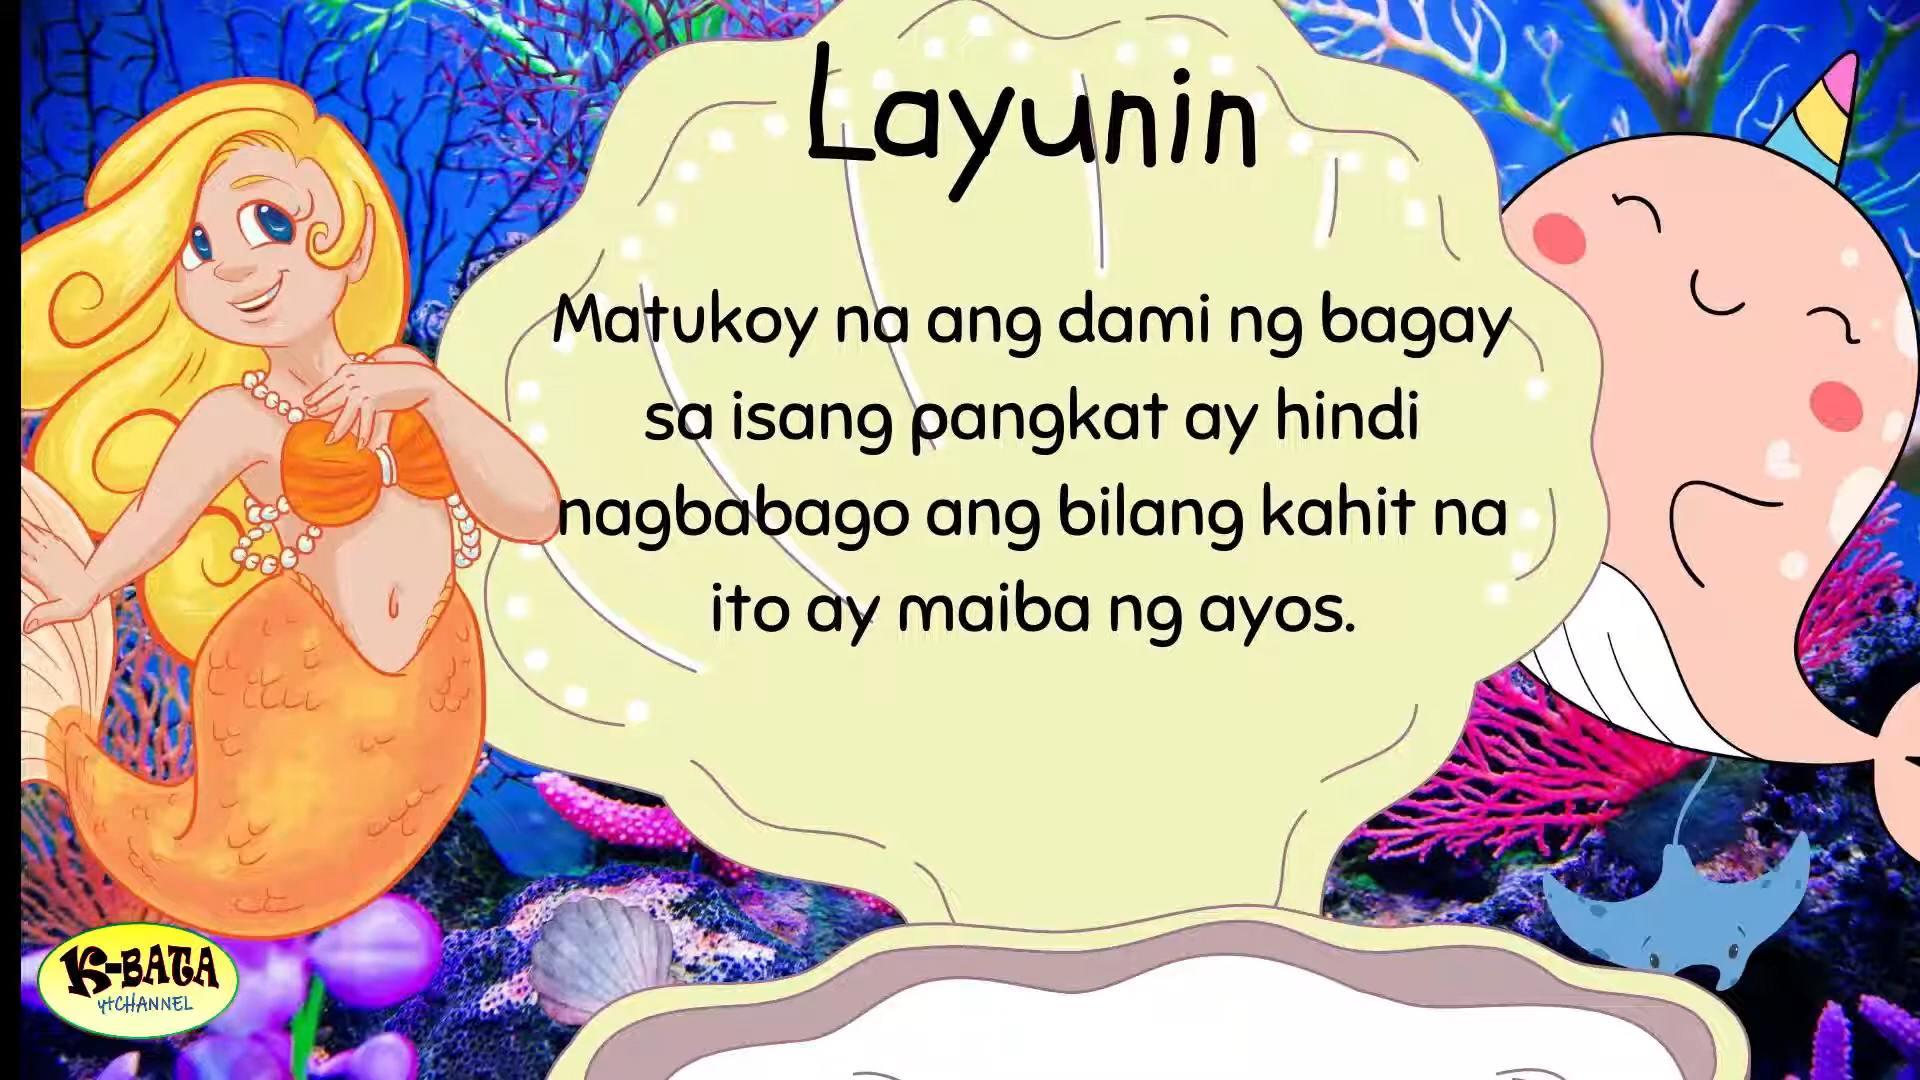 Layunin
Matukoy na ang dami ng bagay
sa isang pangkat ay hindi
nagbabago ang bilang kahit na
ito ay maiba ng ayos.
K-BATA
ytCHANNEL